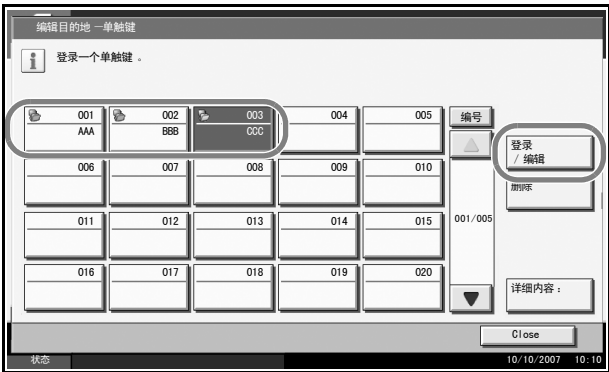 编辑目的地 －单触键
登录一个单触键 。
001 002 003 004 005 编号
AAA BBB CCC
登录
/ 编辑
006 007 008 009 010
删除
011 012 013 014 015 001/005
016 017 018 019 020
详细内容：
Close
状态 10/10/2007 10:10